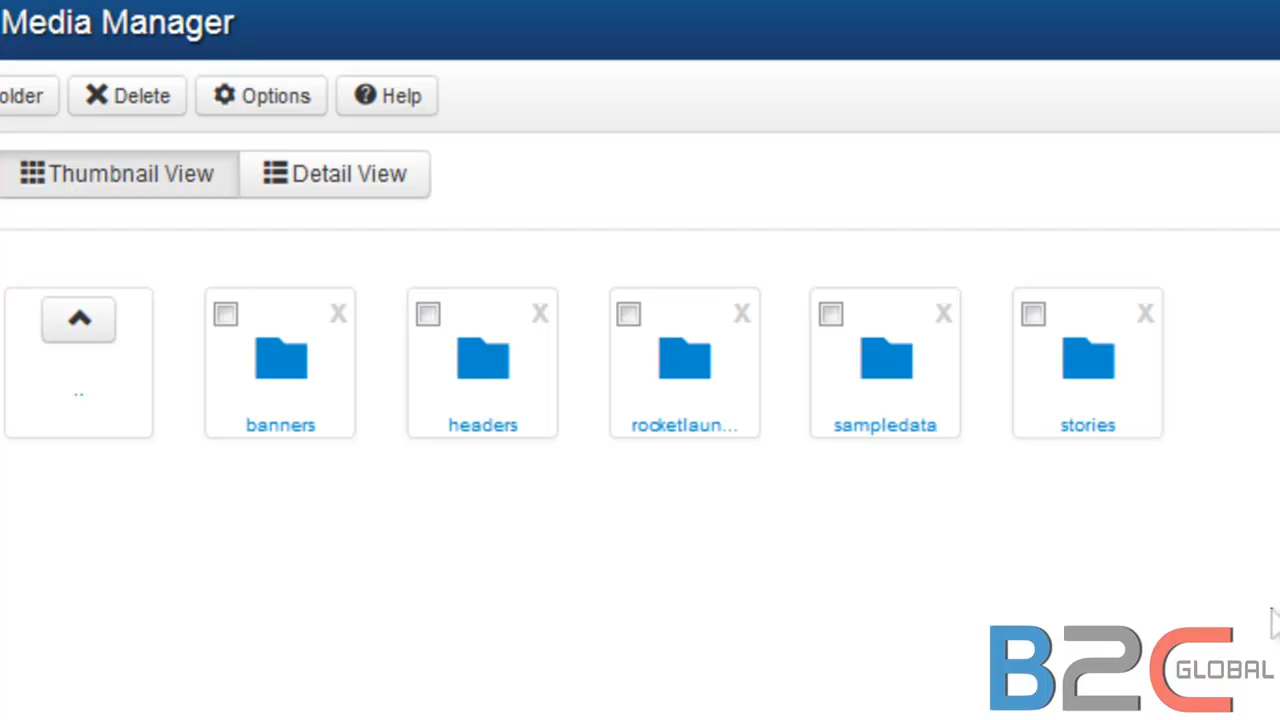 Media Manager
older Delete Options Help
Thumbnail View Detail View
X X X X X
..
banners headers rocketlaun... sampledata stories
B2C GLOBAL